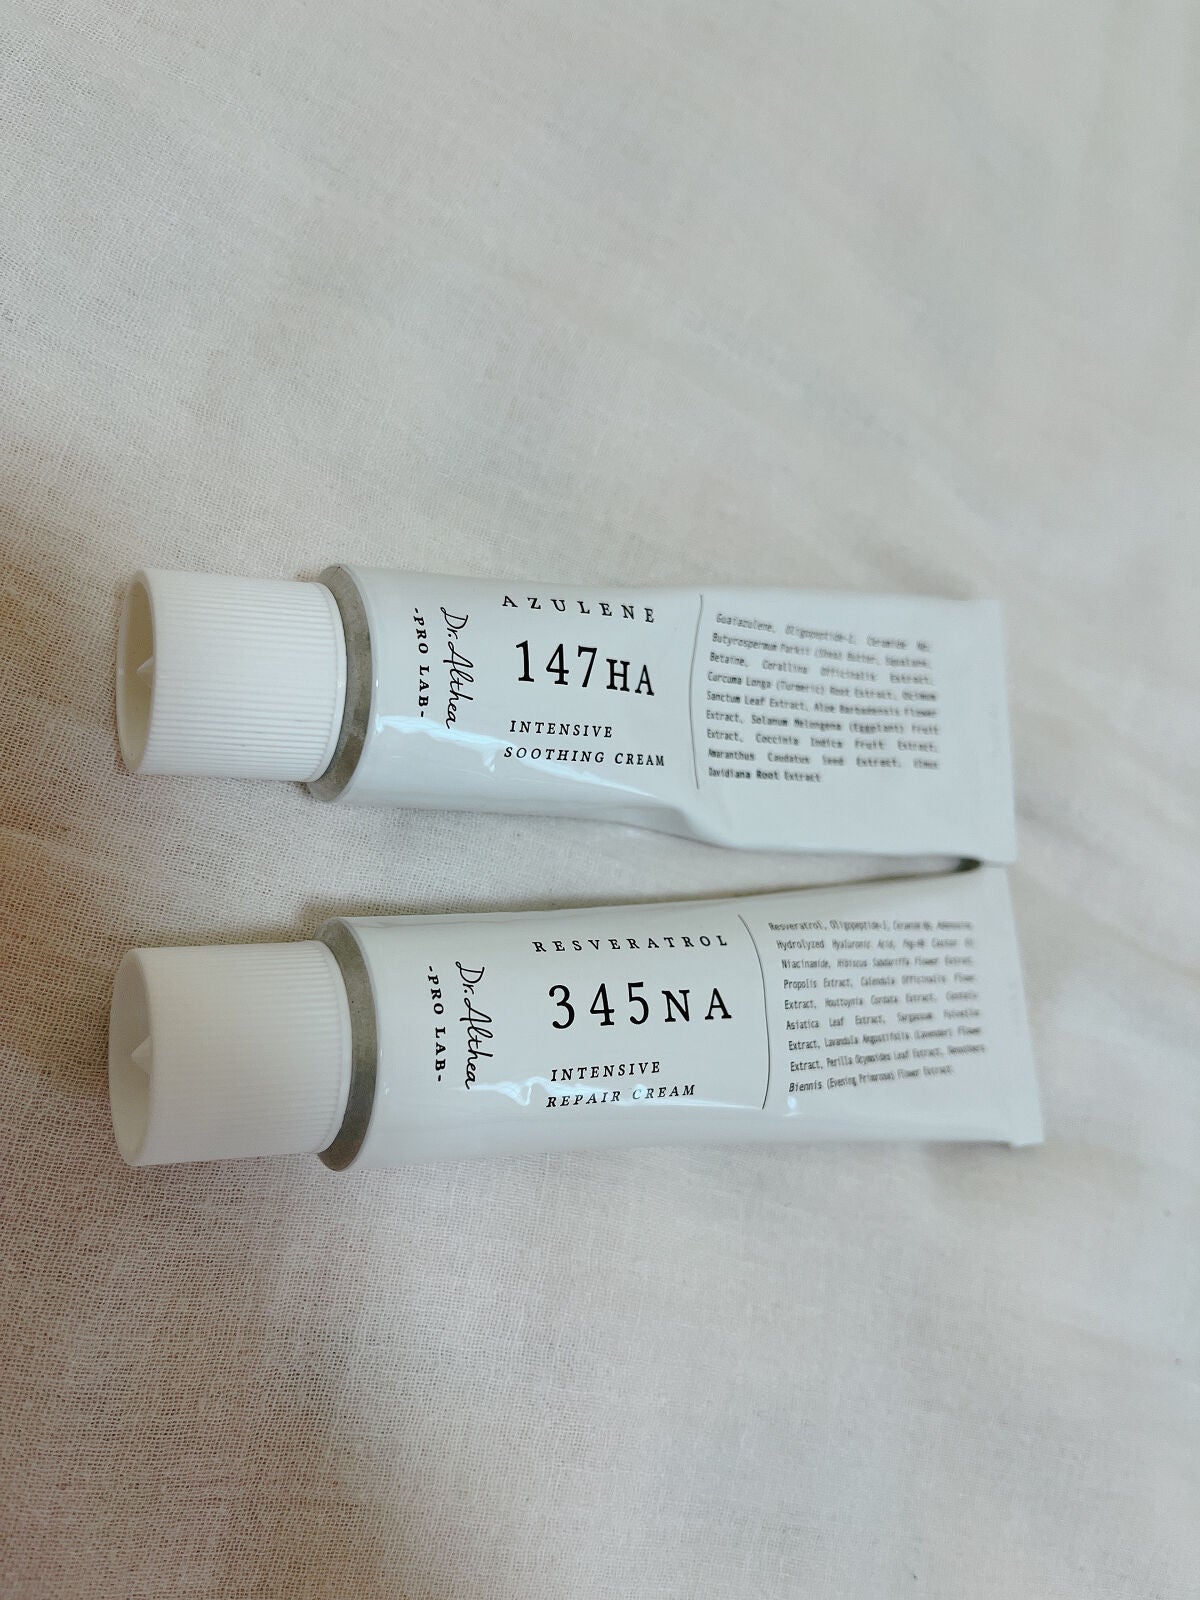 Dr. Althea
-PRO LAB-
AZULENE
147HA
INTENSIVE
SOOTHING CREAM
Guaiazulene, Oligopeptide-2, Ceramide
Butyrospermum Parkii (Shea) Butter, Squalane,
Betaine, Corallina Officinalis Extract,
Curcuma Longa (Turmeric) Root Extract, Ocimum
Sanctum Leaf Extract, Aloe Barbadensis Flower
Extract, Solanum Melongena (Eggplant) Fruit
Extract, Coccinia Indica Fruit Extract,
Amaranthus Caudatus Seed Extract, Ulmus
Davidiana Root Extract
Dr. Althea
-PRO LAB-
RESVERATROL
345NA
INTENSIVE
REPAIR CREAM
Resveratrol, Oligopeptide-1, Ceramide NP, Adenosine,
Hydrolyzed Hyaluronic Acid,
Niacinamide, Hibiscus Sabdariffa Flower Extract,
Propolis Extract, Calendula Officinalis Flower
Extract, Houttuynia Cordata Extract, Centella
Asiatica Leaf Extract, Sargassum Fulvellum
Extract, Lavandula Angustifolia (Lavender) Flower
Extract, Perilla Ocymoides Leaf Extract, Oenothera
Biennis (Evening Primrose) Flower Extract